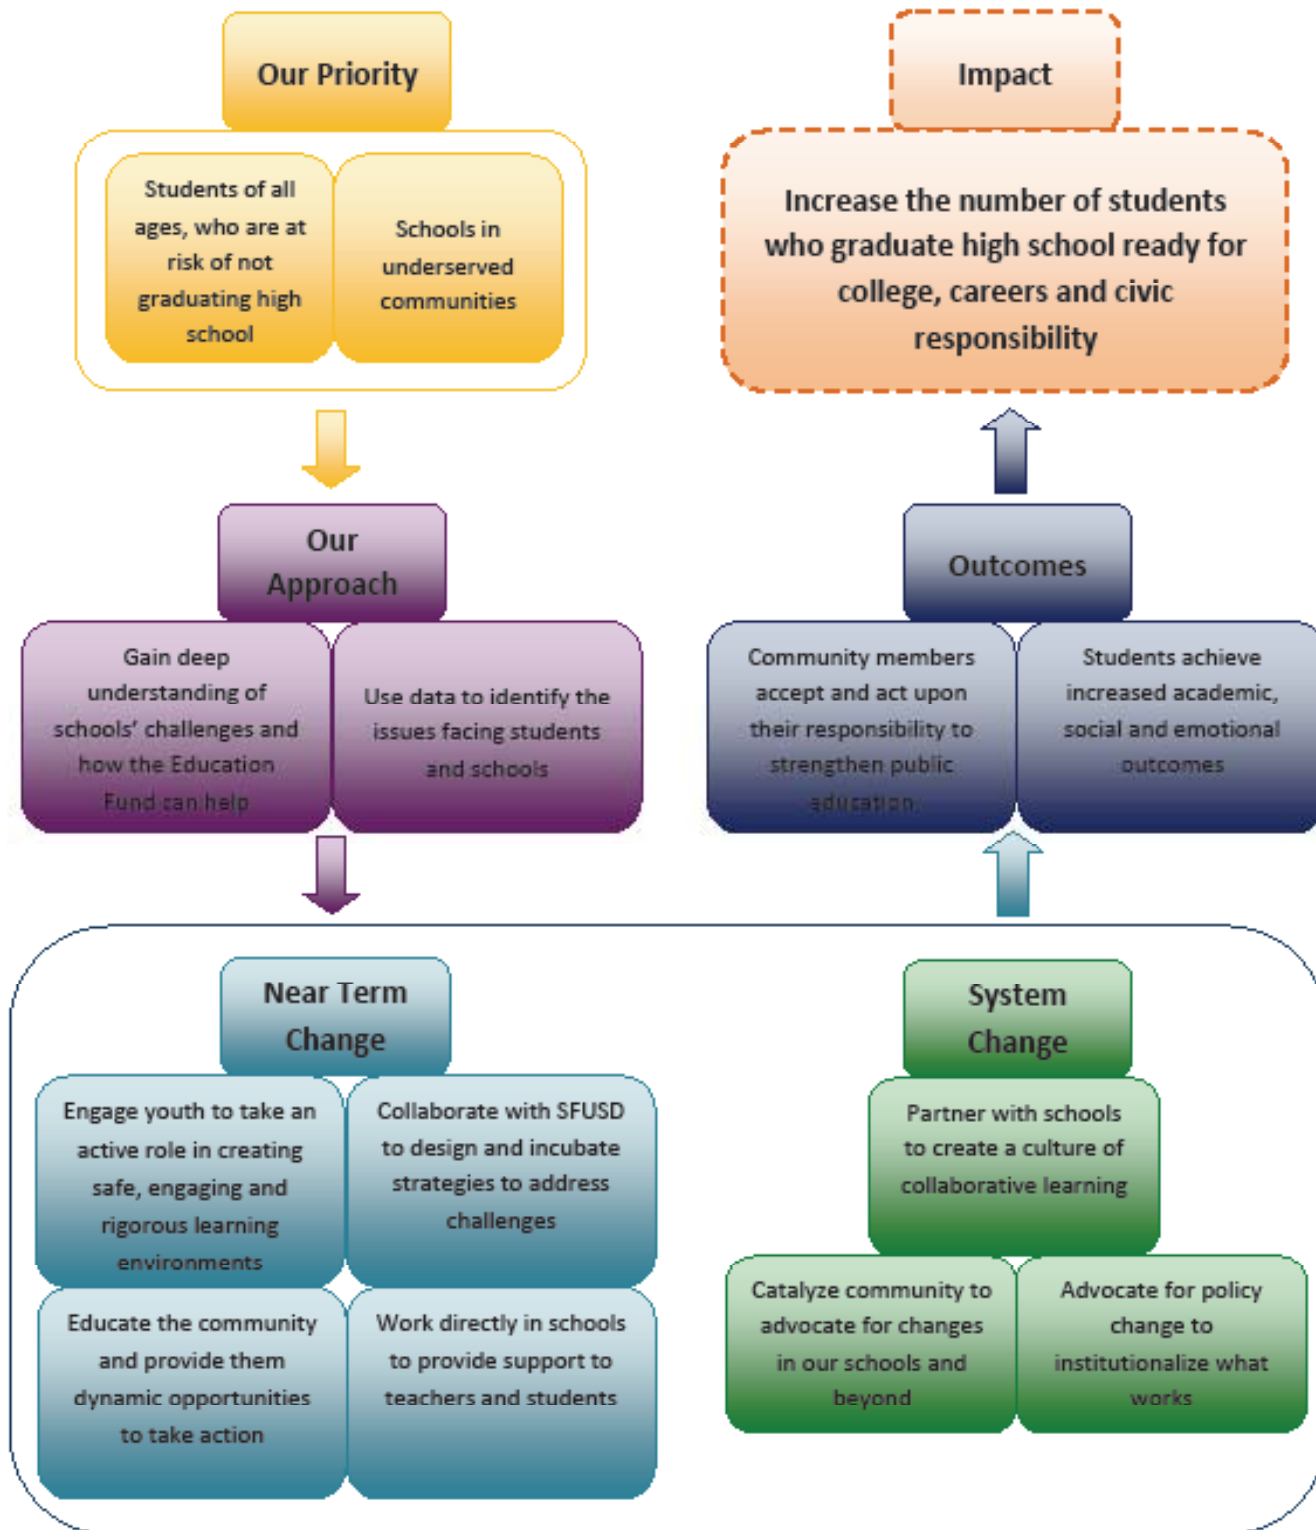 Our Priority
Students of all
ages, who are at
risk of not
graduating high
school
Schools in
underserved
communities
Impact
Increase the number of students
who graduate high school ready for
college, careers and civic
responsibility
Our
Approach
Gain deep
understanding of
schools' challenges and
how the Education
Fund can help
Use data to identify the
issues facing students
and schools
Outcomes
Community members
accept and act upon
their responsibility to
strengthen public
education.
Students achieve
increased academic,
social and emotional
outcomes
Near Term
Change
Engage youth to take an
active role in creating
safe, engaging and
rigorous learning
environments
Collaborate with SFUSD
to design and incubate
strategies to address
challenges
Educate the community
and provide them
dynamic opportunities
to take action
Work directly in schools
to provide support to
teachers and students
System
Change
Partner with schools
to create a culture of
collaborative learning
Catalyze community to
advocate for changes
in our schools and
beyond
Advocate for policy
change to
institutionalize what
works